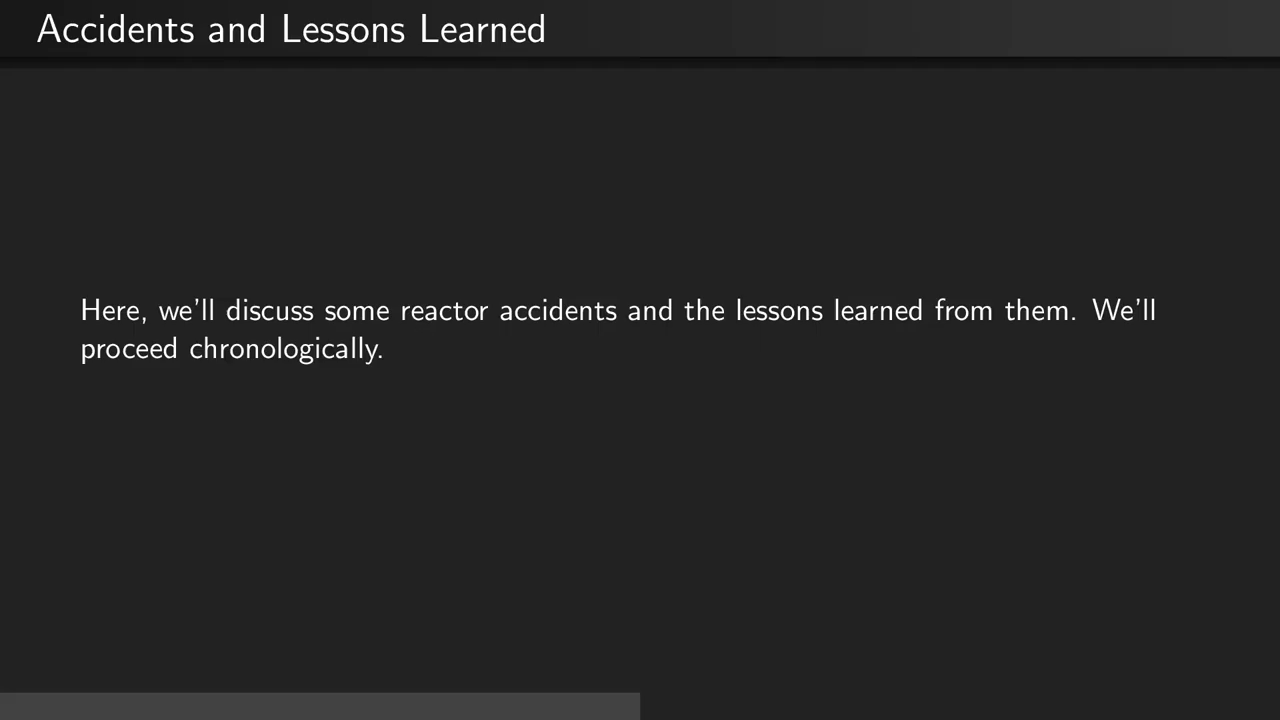 Accidents and Lessons Learned
Here, we'll discuss some reactor accidents and the lessons learned from them. We'll
proceed chronologically.